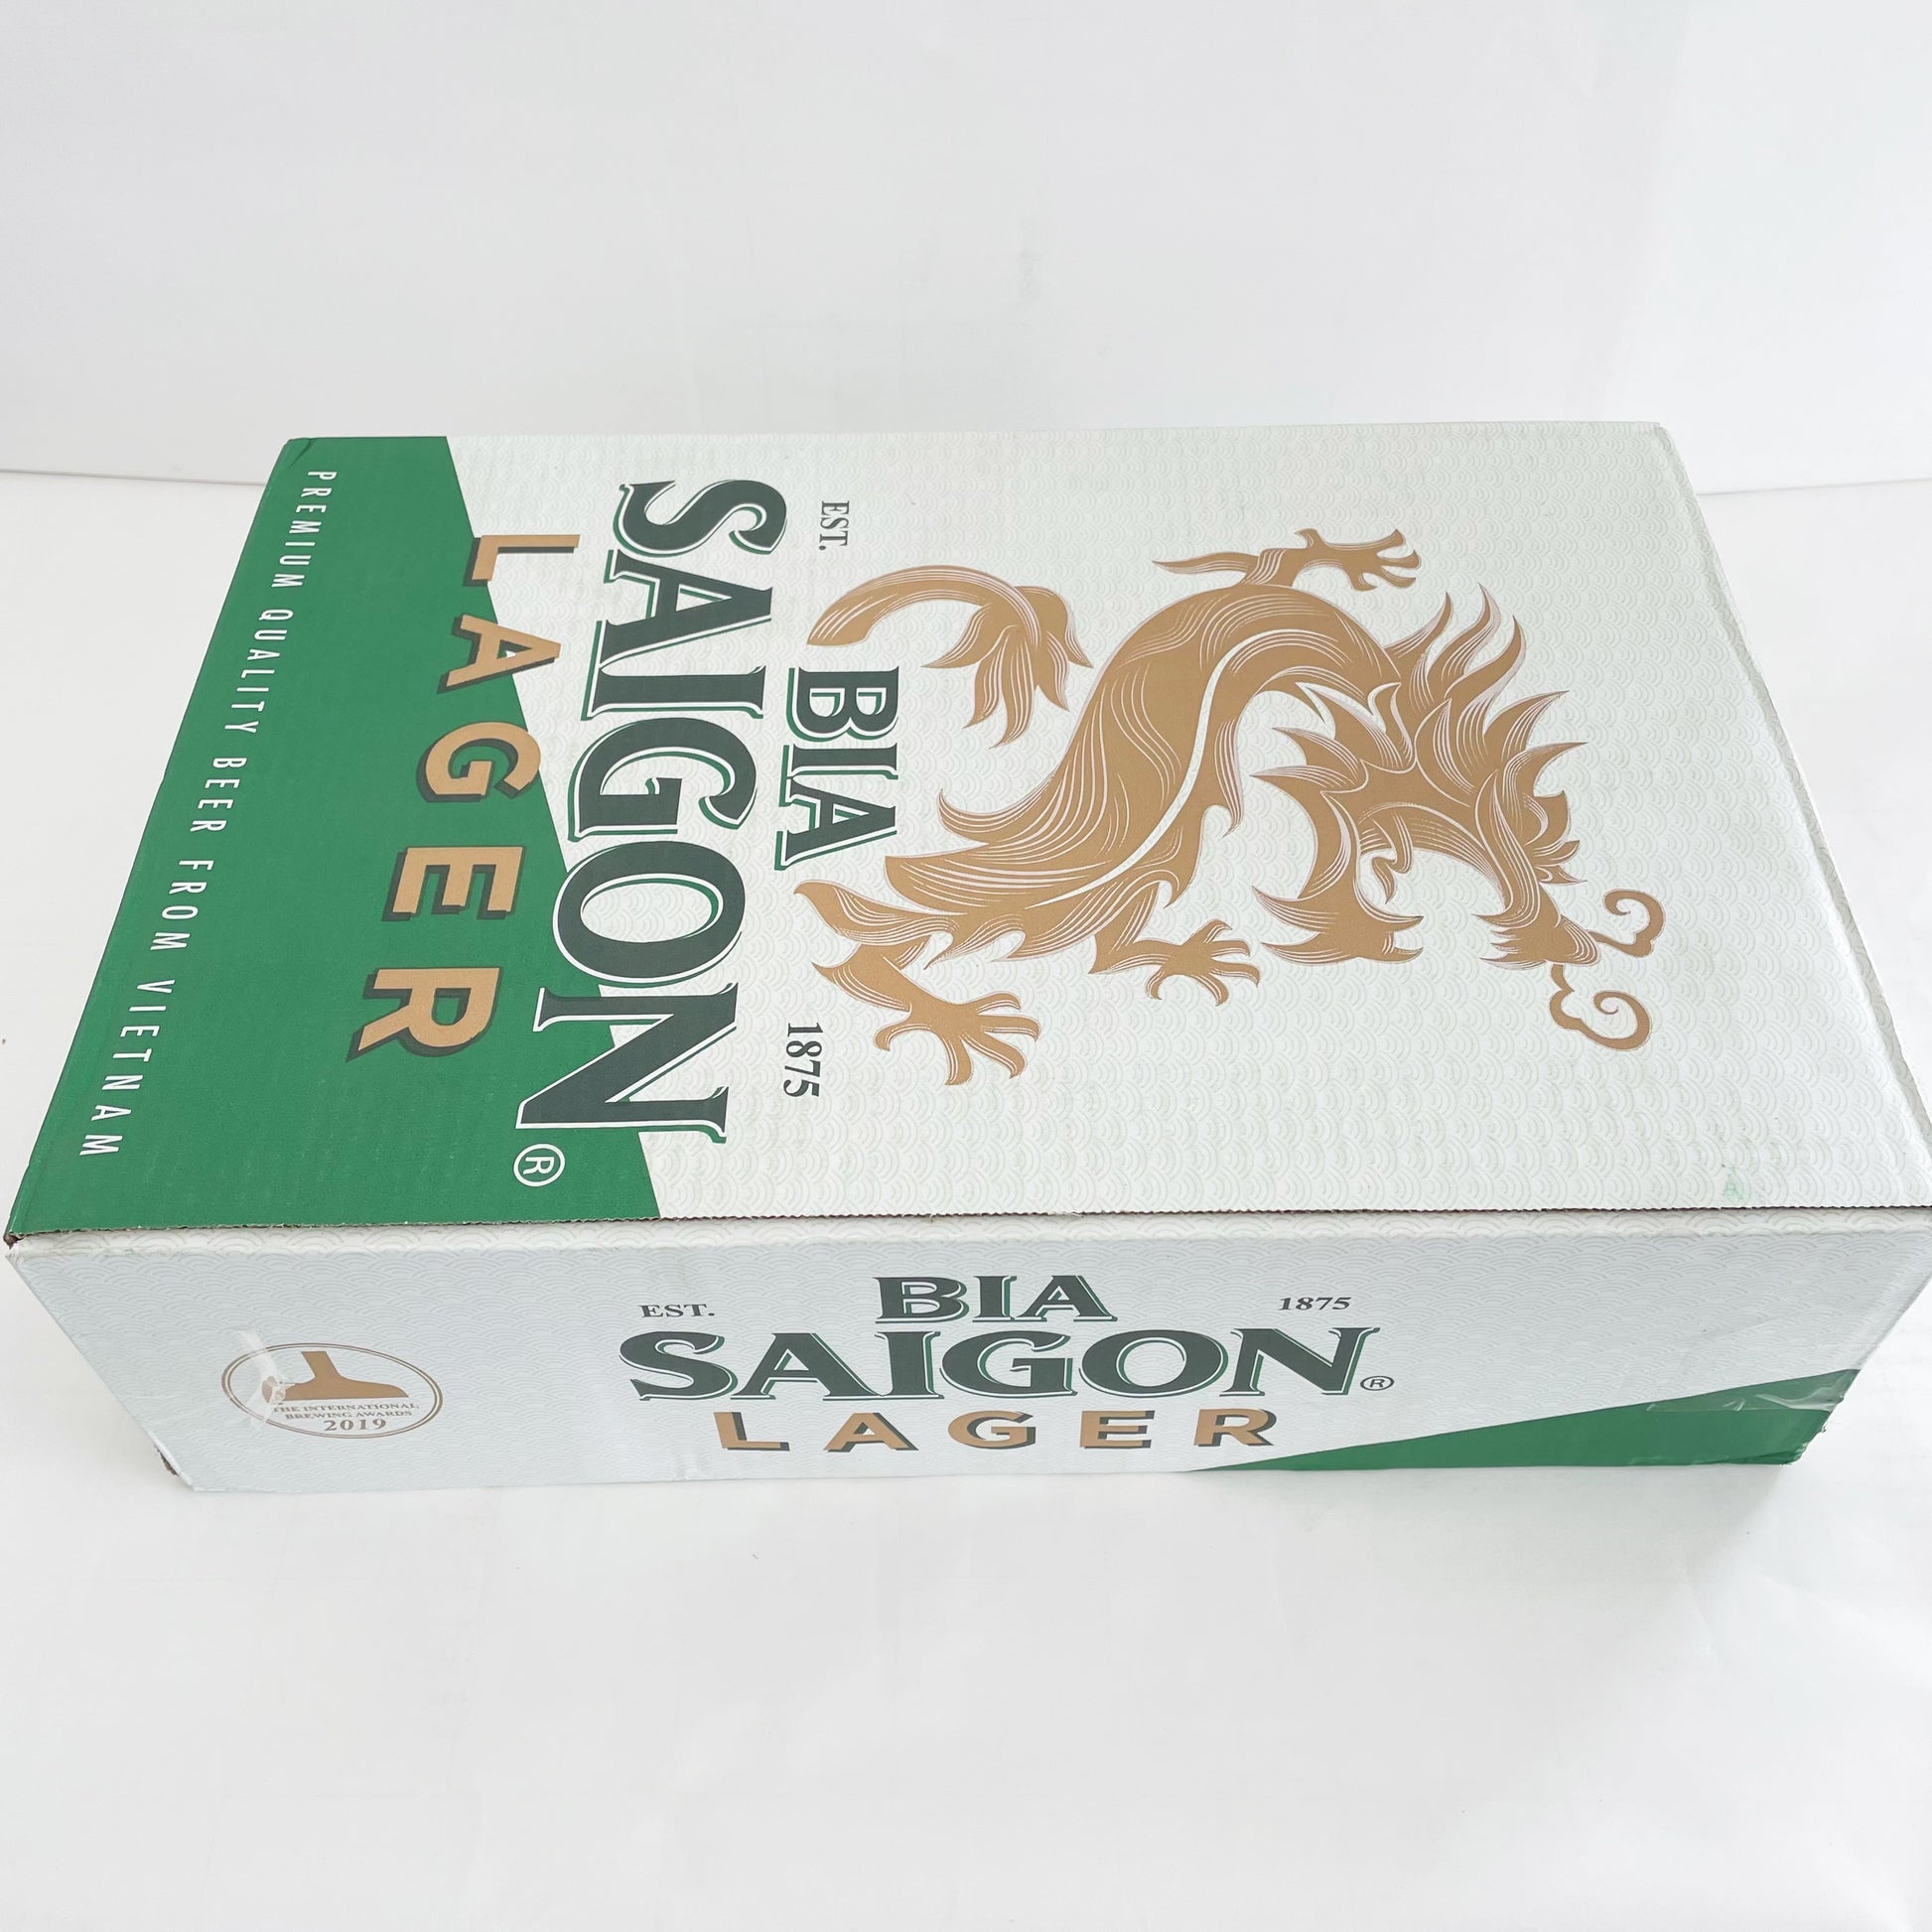 EST. 1875
BIA
SAIGON®
LAGER
PREMIUM QUALITY BEER FROM VIETNAM
EST. BIA 1875
SAIGON®
LAGER
THE INTERNATIONAL
BREWING AWARDS
2019